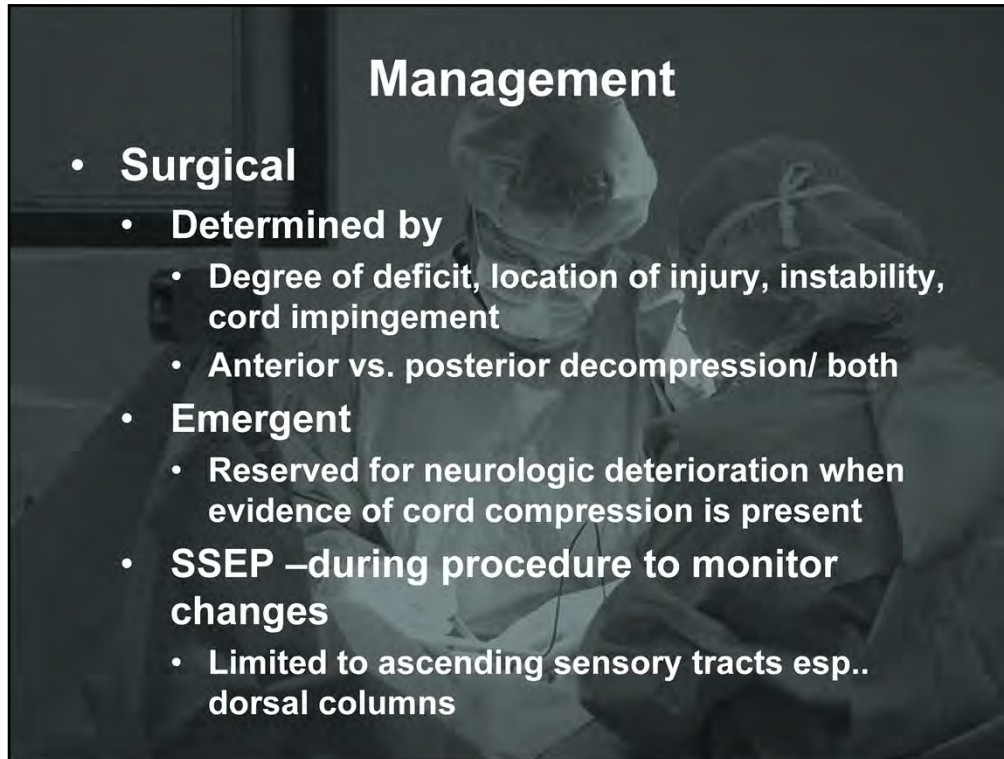 Management
• Surgical
• Determined by
• Degree of deficit, location of injury, instability,
cord impingement
• Anterior vs. posterior decompression/ both
• Emergent
• Reserved for neurologic deterioration when
evidence of cord compression is present
• SSEP –during procedure to monitor
changes
• Limited to ascending sensory tracts esp..
dorsal columns